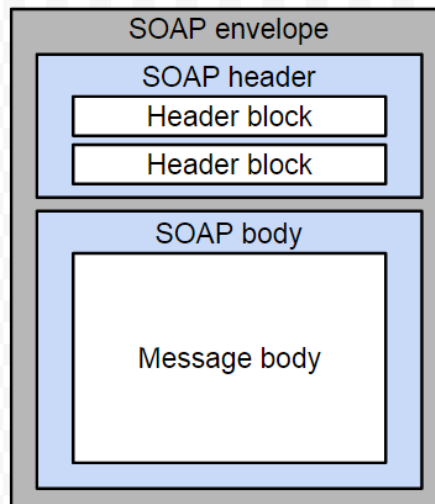 SOAP envelope
SOAP header
Header block
Header block
SOAP body
Message body